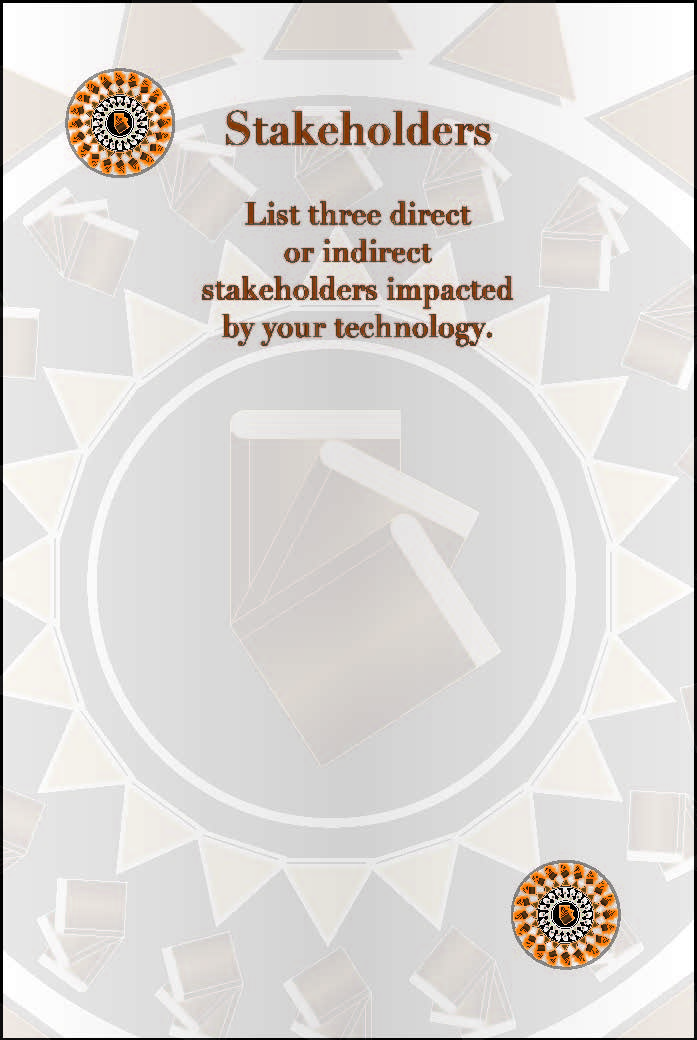 Stakeholders
List three direct
or indirect
stakeholders impacted
by your technology.